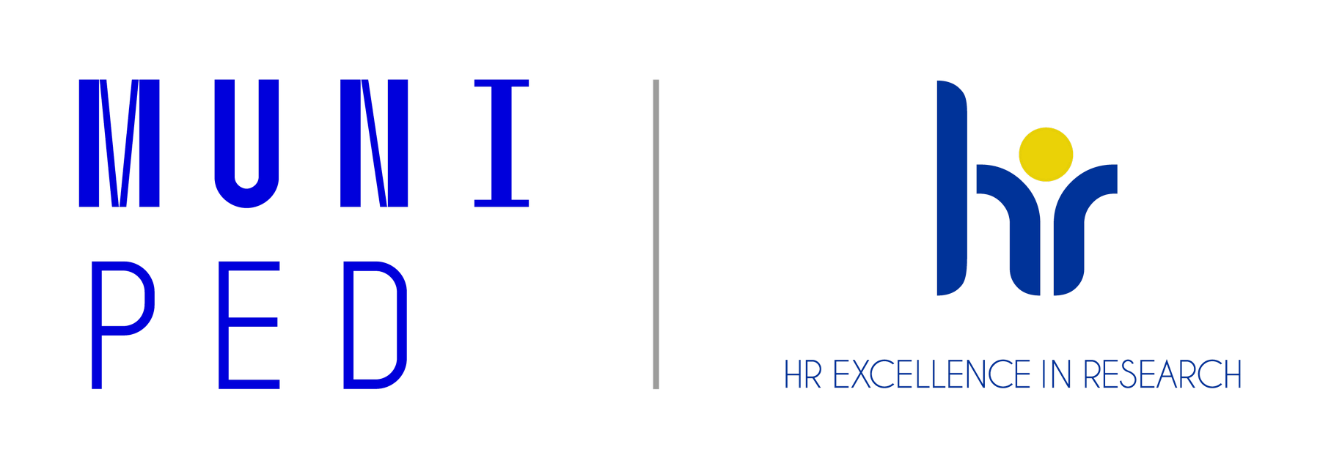 MUNI
PED
hr
HR EXCELLENCE IN RESEARCH